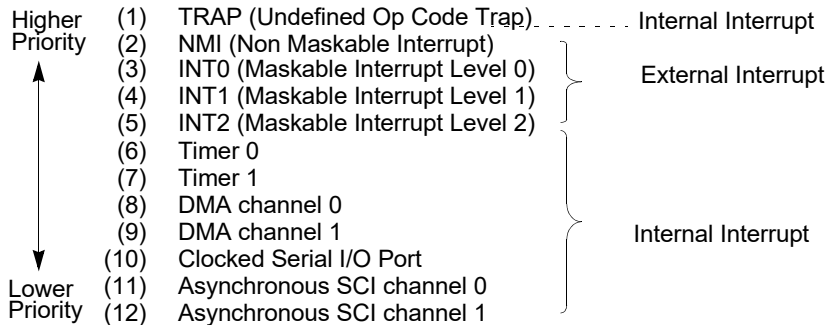 Higher
Priority
(1) TRAP (Undefined Op Code Trap) Internal Interrupt
(2) NMI (Non Maskable Interrupt)
(3) INT0 (Maskable Interrupt Level 0) External Interrupt
(4) INT1 (Maskable Interrupt Level 1)
(5) INT2 (Maskable Interrupt Level 2)
(6) Timer 0
(7) Timer 1
(8) DMA channel 0
(9) DMA channel 1 Internal Interrupt
(10) Clocked Serial I/O Port
(11) Asynchronous SCI channel 0
(12) Asynchronous SCI channel 1
Lower
Priority